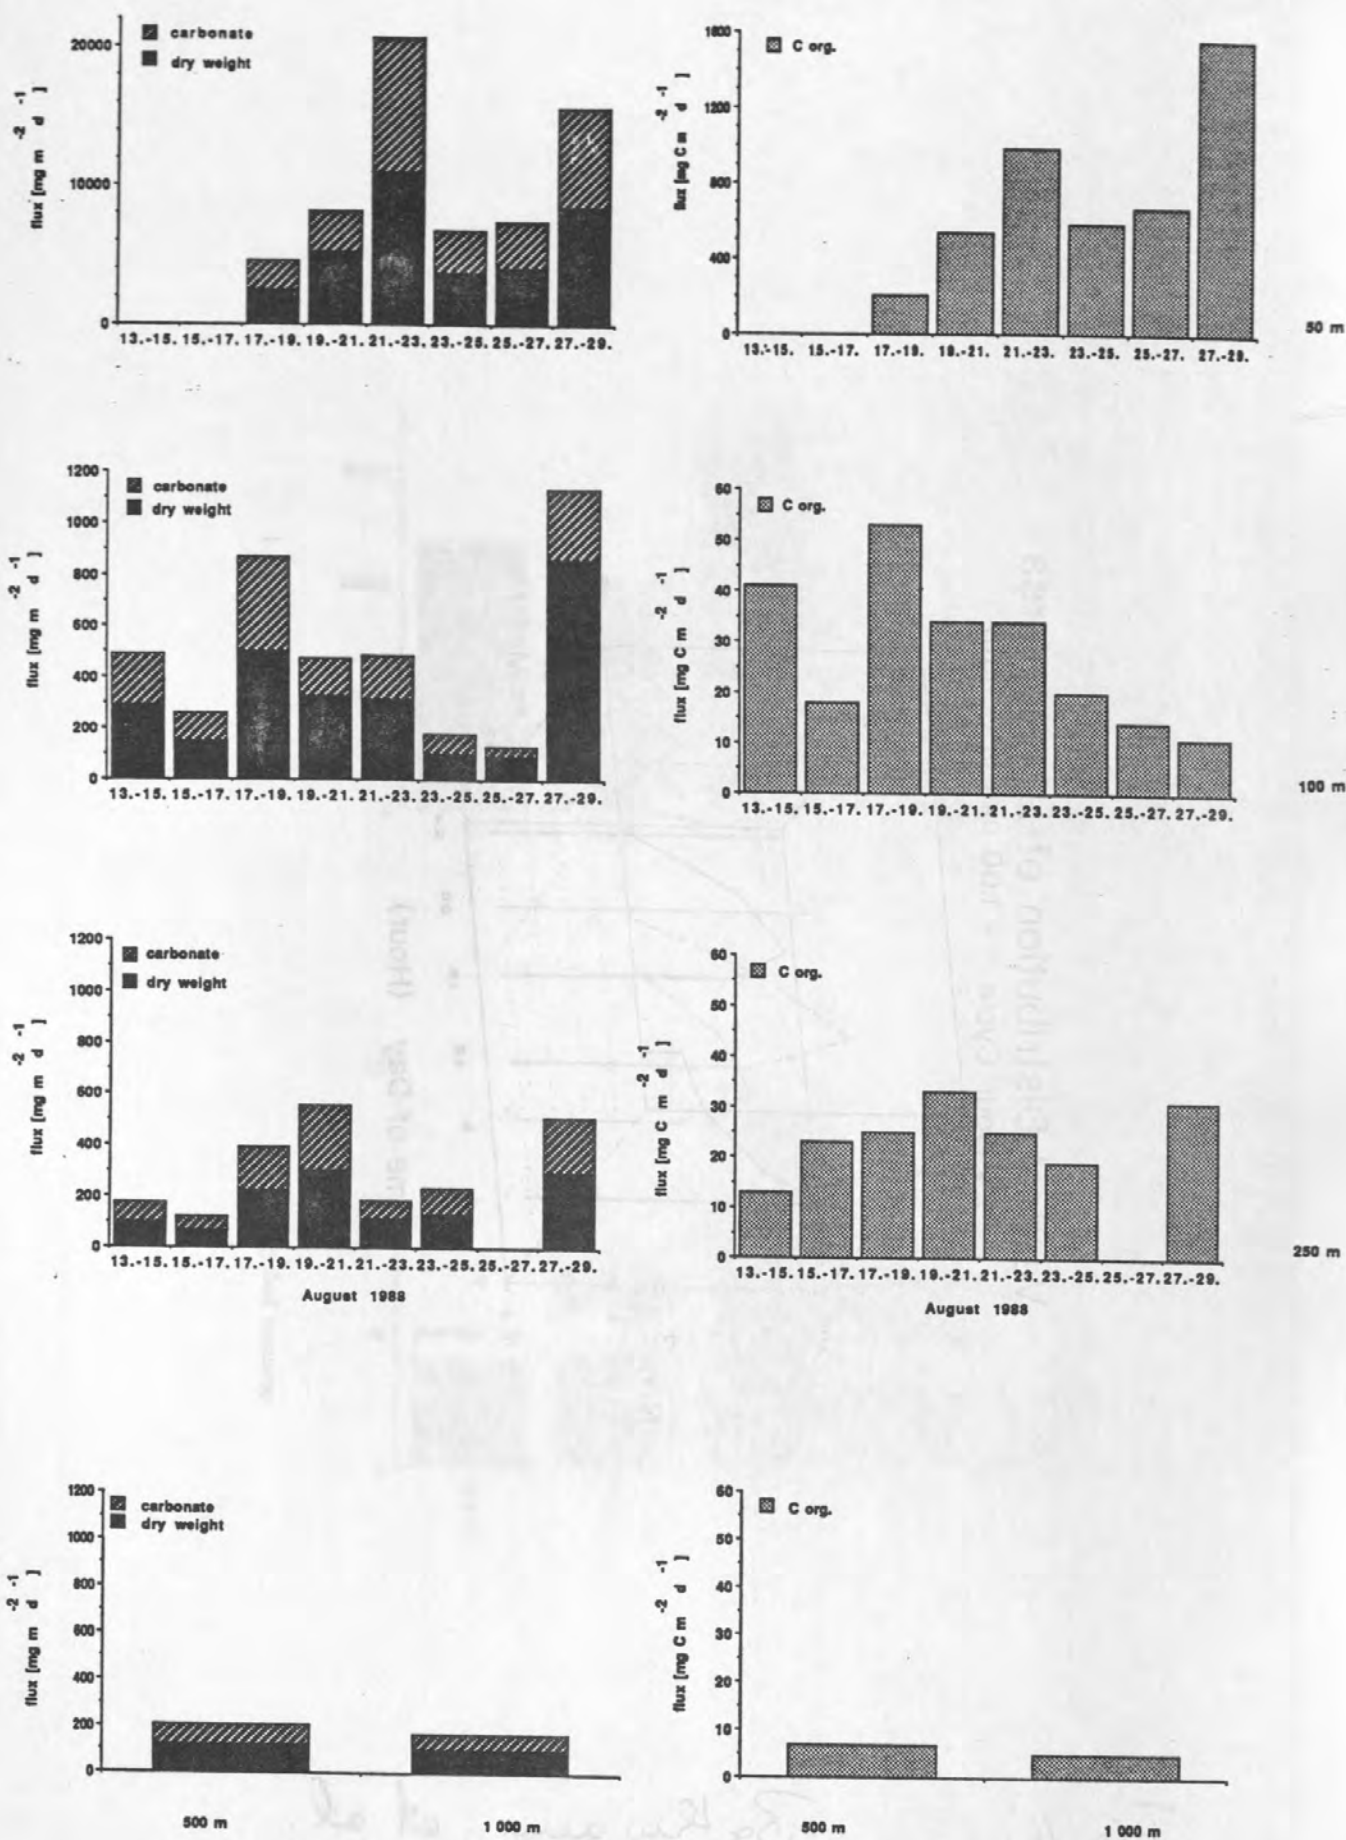 carbonate
dry weight
20000
10000
0
flux [mg m -2 d -1 ]
13.-15. 15.-17. 17.-19. 19.-21. 21.-23. 23.-25. 25.-27. 27.-29.
C org.
1600
1200
800
400
0
flux [mg C m -2 d -1 ]
13.-15. 15.-17. 17.-19. 19.-21. 21.-23. 23.-25. 25.-27. 27.-29.
50 m
carbonate
dry weight
1200
1000
800
600
400
200
0
flux [mg m -2 d -1 ]
13.-15. 15.-17. 17.-19. 19.-21. 21.-23. 23.-25. 25.-27. 27.-29.
C org.
60
50
40
30
20
10
0
flux [mg C m -2 d -1 ]
13.-15. 15.-17. 17.-19. 19.-21. 21.-23. 23.-25. 25.-27. 27.-29.
100 m
carbonate
dry weight
1200
1000
800
600
400
200
0
flux [mg m -2 d -1 ]
13.-15. 15.-17. 17.-19. 19.-21. 21.-23. 23.-25. 25.-27. 27.-29.
August 1988
C org.
60
50
40
30
20
10
0
flux [mg C m -2 d -1 ]
13.-15. 15.-17. 17.-19. 19.-21. 21.-23. 23.-25. 25.-27. 27.-29.
August 1988
250 m
carbonate
dry weight
1200
1000
800
600
400
200
0
flux [mg m -2 d -1 ]
500 m
1 000 m
C org.
60
50
40
30
20
10
0
flux [mg C m -2 d -1 ]
500 m
1 000 m
Distribution of
Time of Day (Hour)